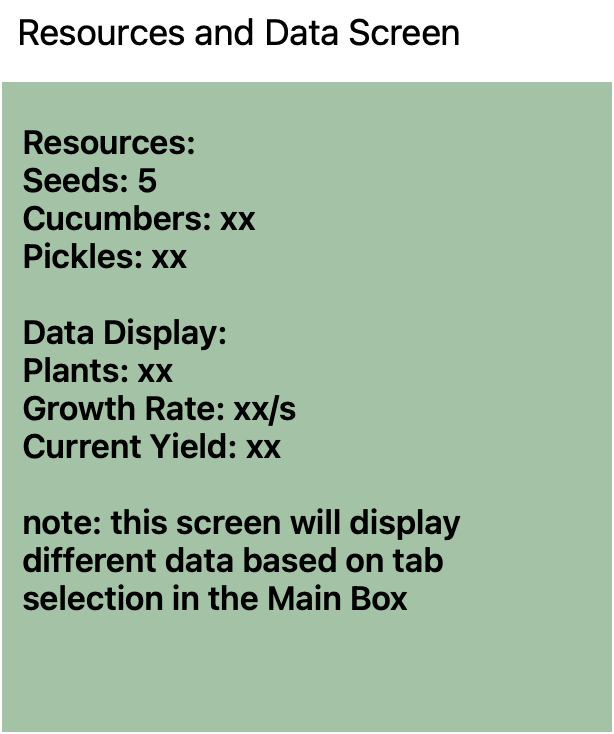 Resources and Data Screen
Resources:
Seeds: 5
Cucumbers: xx
Pickles: xx
Data Display:
Plants: xx
Growth Rate: xx/s
Current Yield: xx
note: this screen will display
different data based on tab
selection in the Main Box